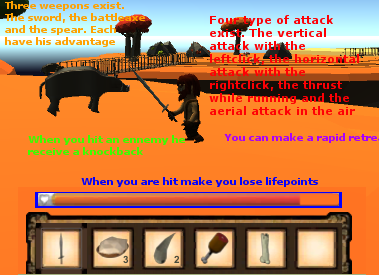 Three weepons exist.
The sword, the battleaxe
and the spear. Each
have his advantage
Four type of attack
exist. The vertical
attack with the
leftclick, the horizontal
attack with the
rightclick, the thrust
while running and the
aerial attack in the air
When you hit an ennemy he
receive a knockback
You can make a rapid retre
When you are hit make you lose lifepoints
3
2